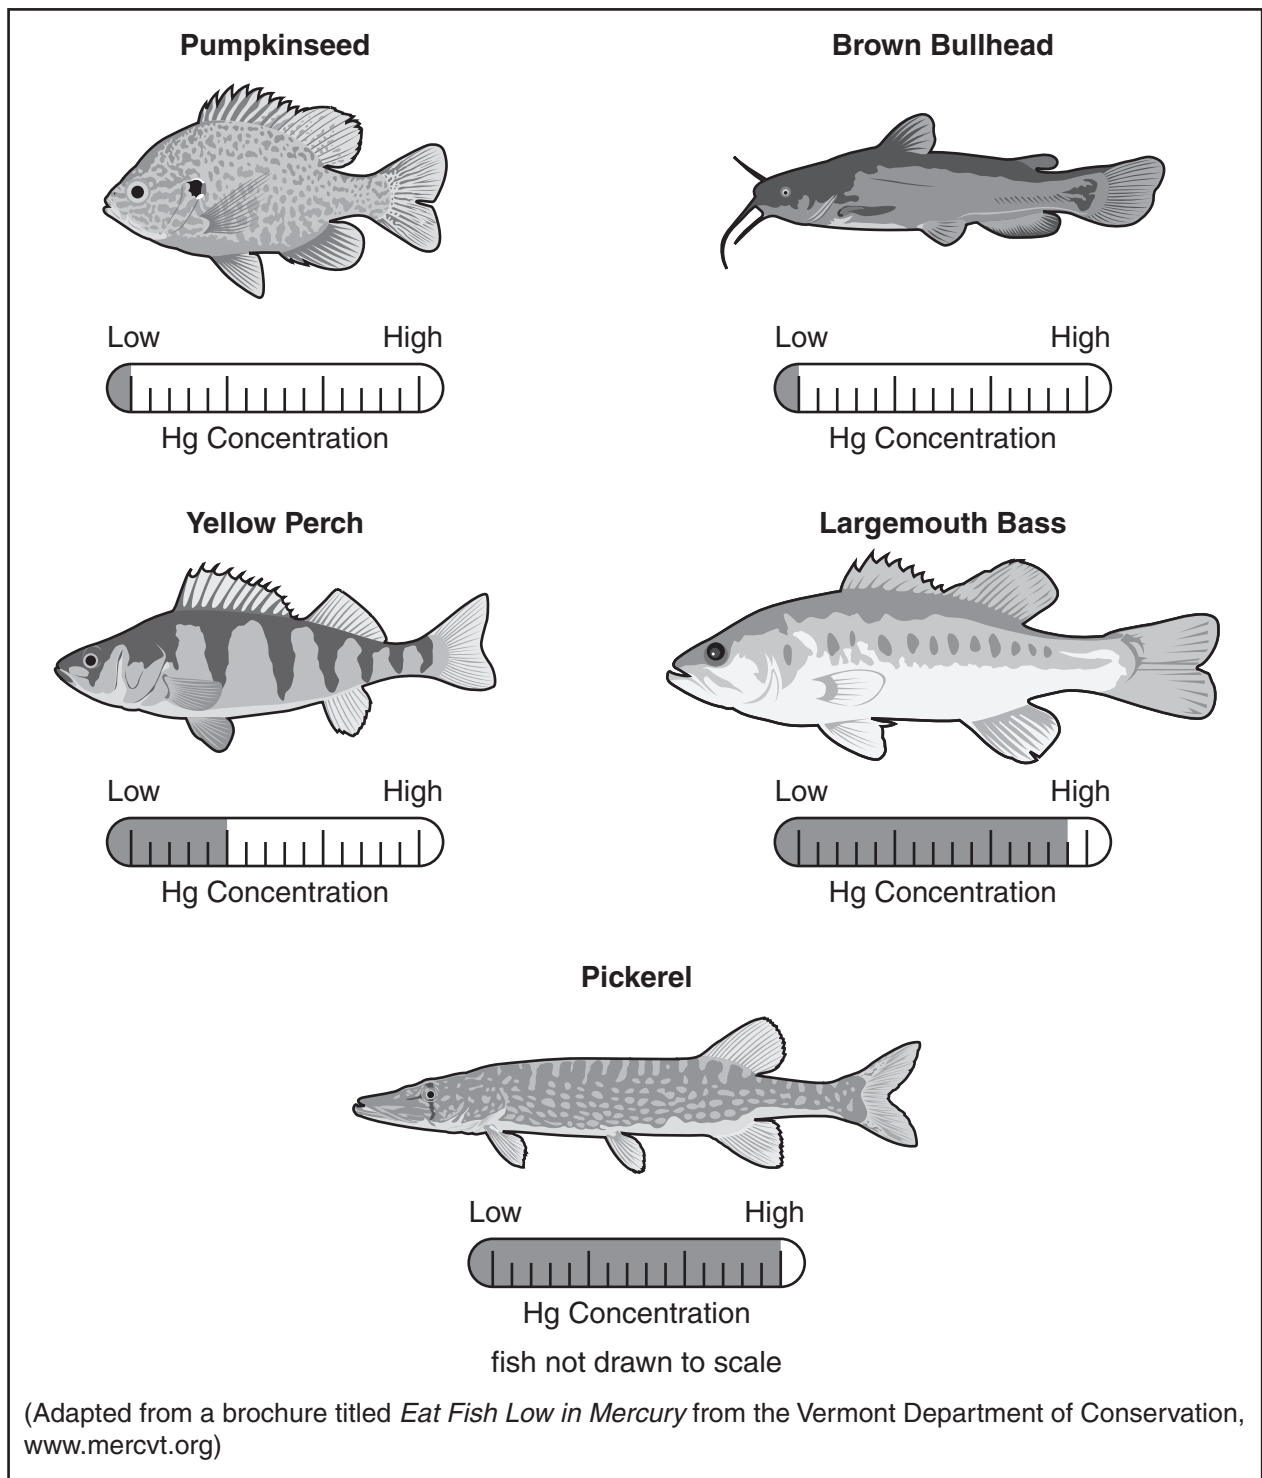 Pumpkinseed
Brown Bullhead
Low High
Hg Concentration
Low High
Hg Concentration
Yellow Perch
Largemouth Bass
Low High
Hg Concentration
Low High
Hg Concentration
Pickerel
Low High
Hg Concentration
fish not drawn to scale
(Adapted from a brochure titled Eat Fish Low in Mercury from the Vermont Department of Conservation,
www.mercvt.org)